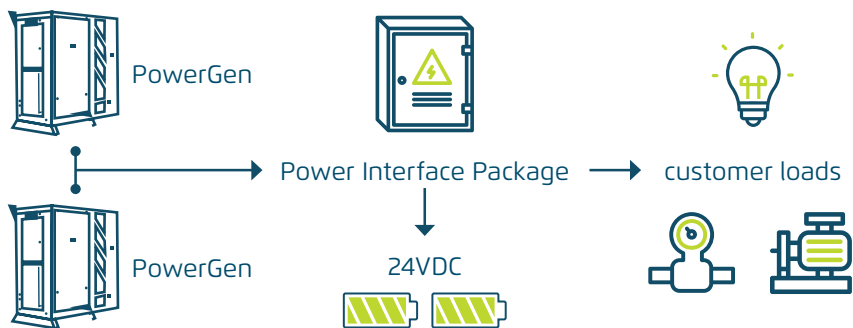 PowerGen
Power Interface Package
customer loads
PowerGen
24VDC